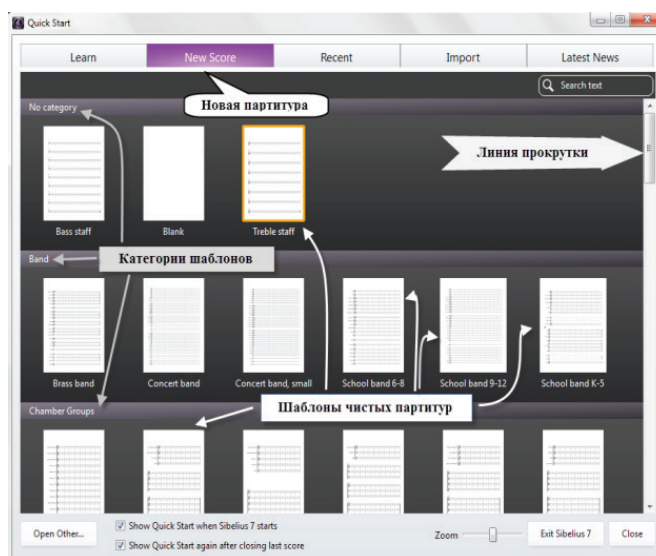 Quick Start
Learn New Score Recent Import Latest News
Search text
Новая партитура
No category
Линия прокрутки
Bass staff Blank Treble staff
Категории шаблонов
Band
Brass band Concert band Concert band, small School band 6-8 School band 9-12 School band K-5
Шаблоны чистых партитур
Chamber Groups
Open Other...
Show Quick Start when Sibelius 7 starts
Show Quick Start again after closing last score
Zoom
Exit Sibelius 7
Close